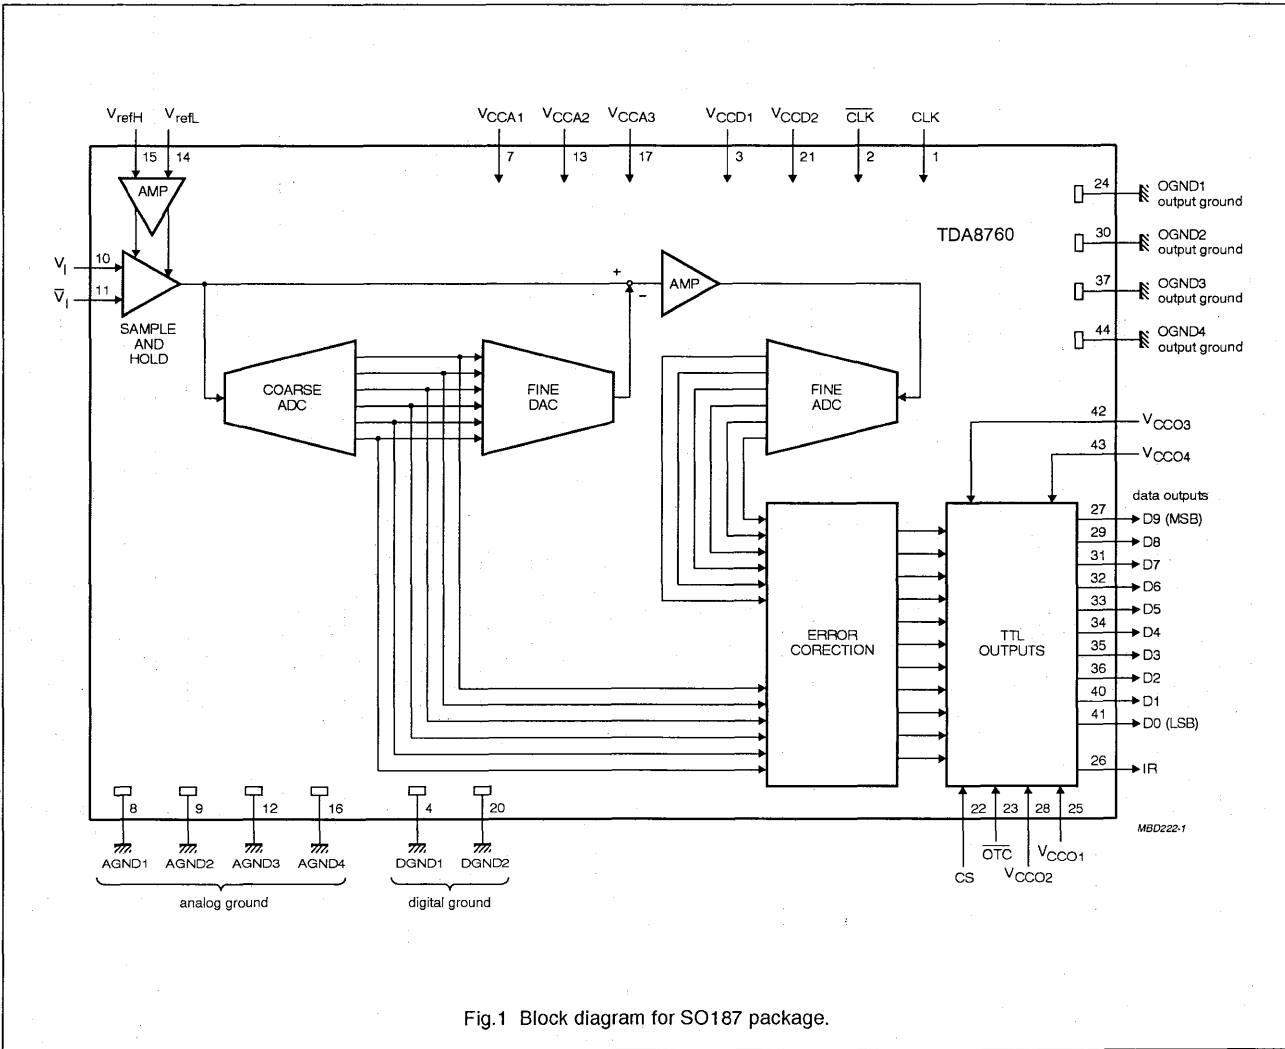 VrefH VrefL VCCA1 VCCA2 VCCA3 VCCD1 VCCD2 C̅L̅K̅ CLK
15 14 7 13 17 3 21 2 1
AMP
24 OGND1
output ground
TDA8760
30 OGND2
output ground
VI 10
V̅I 11
+
−
AMP
37 OGND3
output ground
SAMPLE
AND
HOLD
44 OGND4
output ground
COARSE
ADC
FINE
DAC
FINE
ADC
42 VCCO3
43 VCCO4
data outputs
27 D9 (MSB)
29 D8
31 D7
32 D6
33 D5
34 D4
35 D3
36 D2
40 D1
41 D0 (LSB)
26 IR
ERROR
CORECTION
TTL
OUTPUTS
8 9 12 16 4 20
22 23 28 25
AGND1 AGND2 AGND3 AGND4 DGND1 DGND2
CS O̅T̅C̅ VCCO2 VCCO1
analog ground digital ground
MBD222-1
Fig.1 Block diagram for SO187 package.